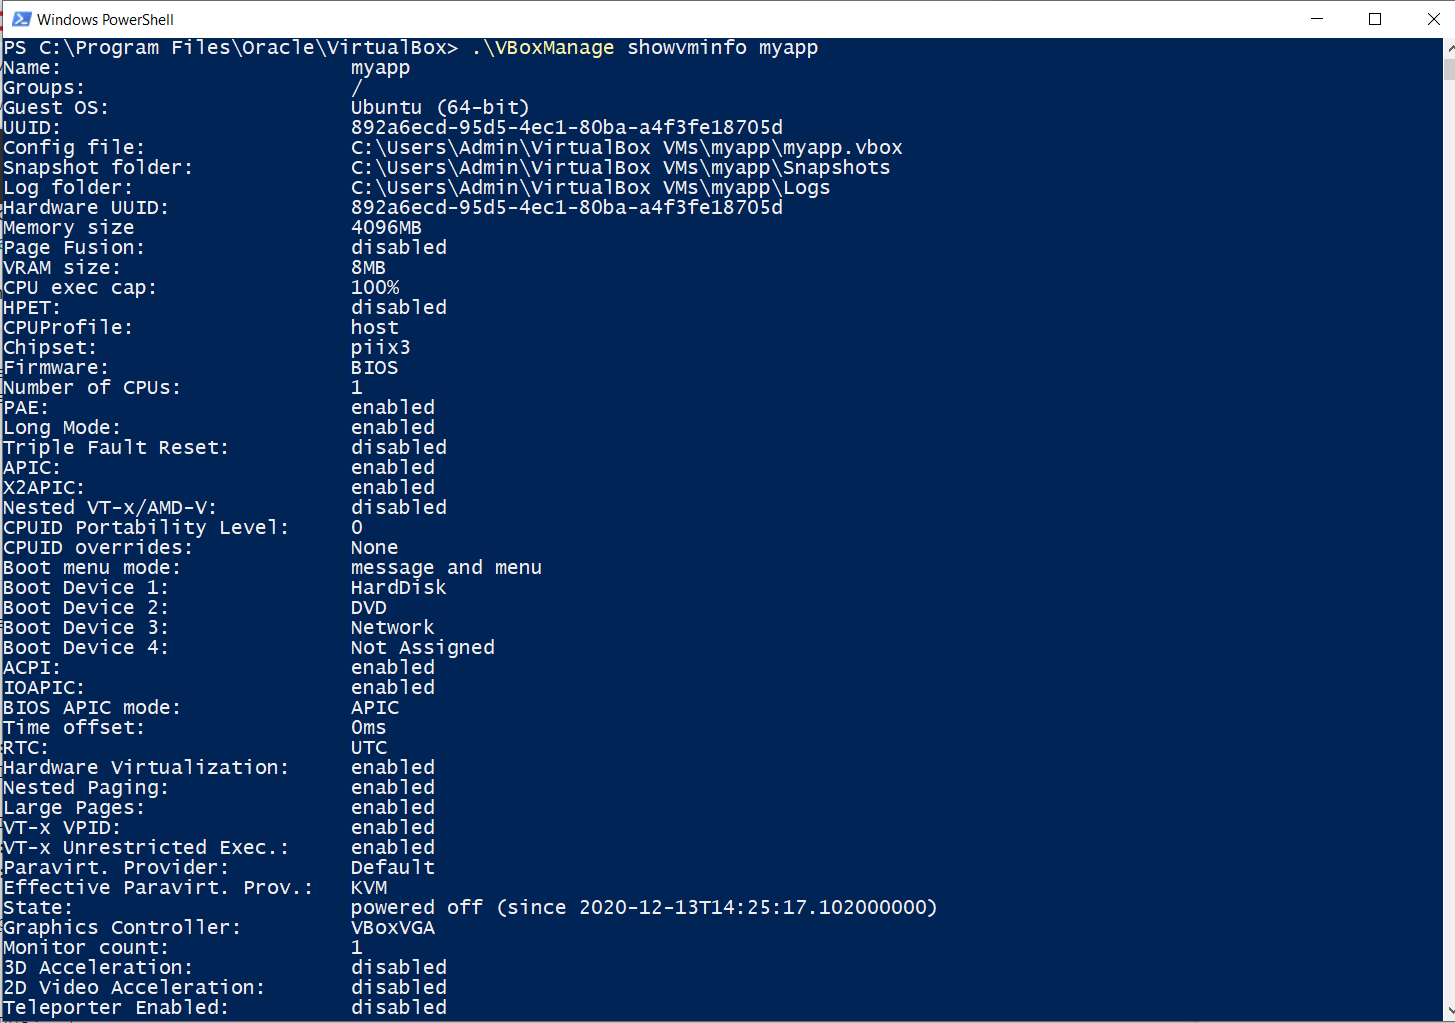 Windows PowerShell
PS C:\Program Files\Oracle\VirtualBox> .\VBoxManage showvminfo myapp
Name: myapp
Groups: /
Guest OS: Ubuntu (64-bit)
UUID: 892a6ecd-95d5-4ec1-80ba-a4f3fe18705d
Config file: C:\Users\Admin\VirtualBox VMs\myapp\myapp.vbox
Snapshot folder: C:\Users\Admin\VirtualBox VMs\myapp\Snapshots
Log folder: C:\Users\Admin\VirtualBox VMs\myapp\Logs
Hardware UUID: 892a6ecd-95d5-4ec1-80ba-a4f3fe18705d
Memory size 4096MB
Page Fusion: disabled
VRAM size: 8MB
CPU exec cap: 100%
HPET: disabled
CPUProfile: host
Chipset: piix3
Firmware: BIOS
Number of CPUs: 1
PAE: enabled
Long Mode: enabled
Triple Fault Reset: disabled
APIC: enabled
X2APIC: enabled
Nested VT-x/AMD-V: disabled
CPUID Portability Level: 0
CPUID overrides: None
Boot menu mode: message and menu
Boot Device 1: HardDisk
Boot Device 2: DVD
Boot Device 3: Network
Boot Device 4: Not Assigned
ACPI: enabled
IOAPIC: enabled
BIOS APIC mode: APIC
Time offset: 0ms
RTC: UTC
Hardware Virtualization: enabled
Nested Paging: enabled
Large Pages: enabled
VT-x VPID: enabled
VT-x Unrestricted Exec.: enabled
Paravirt. Provider: Default
Effective Paravirt. Prov.: KVM
State: powered off (since 2020-12-13T14:25:17.102000000)
Graphics Controller: VBoxVGA
Monitor count: 1
3D Acceleration: disabled
2D Video Acceleration: disabled
Teleporter Enabled: disabled